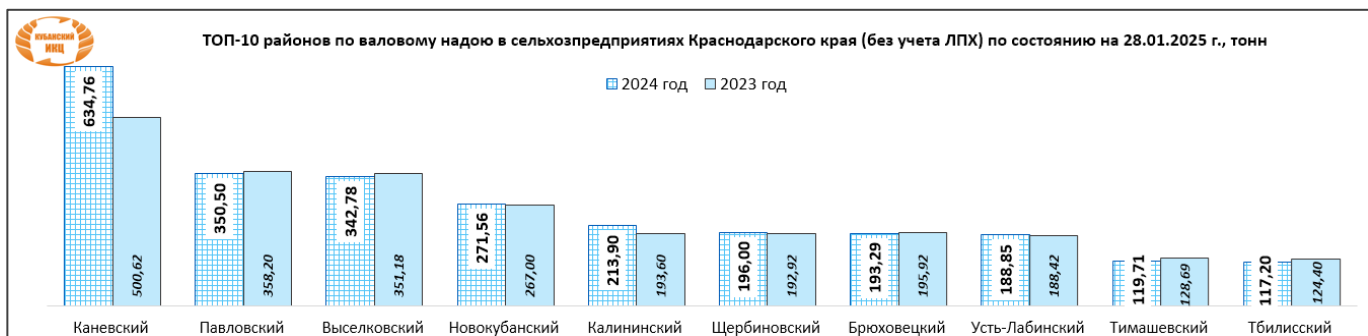 КУБАНСКИЙ
ИКЦ
ТОП-10 районов по валовому надою в сельхозпредприятиях Краснодарского края (без учета ЛПХ) по состоянию на 28.01.2025 г., тонн
2024 год 2023 год
634,76 500,62 350,50 358,20 342,78 351,18 271,56 267,00 213,90 193,60 196,00 192,92 193,29 195,92 188,85 188,42 119,71 128,69 117,20 124,40
Каневский Павловский Выселковский Новокубанский Калининский Щербиновский Брюховецкий Усть-Лабинский Тимашевский Тбилисский